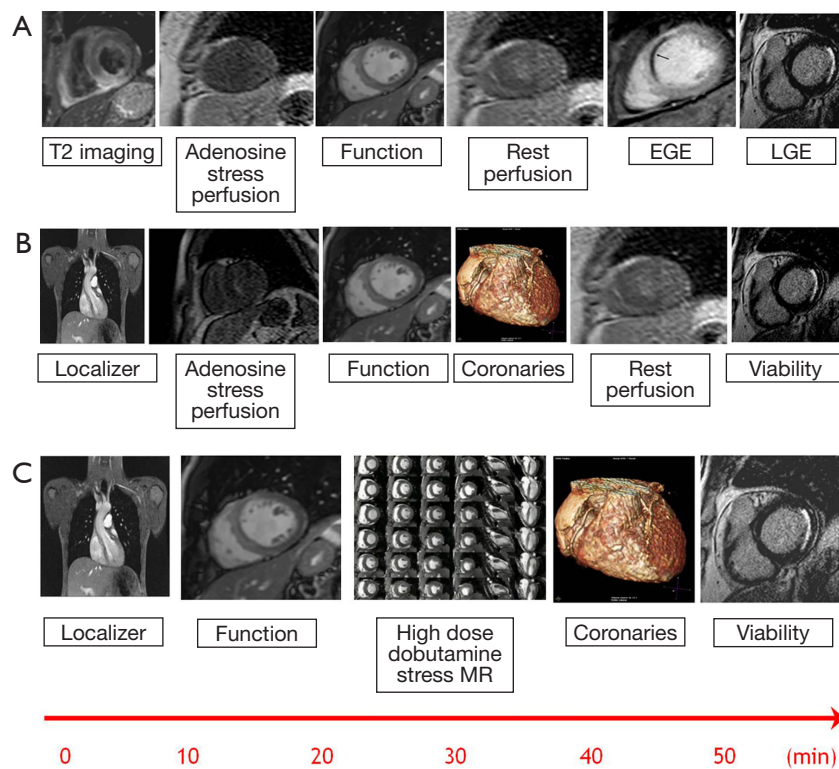 A
T2 imaging
Adenosine
stress
perfusion
Function
Rest
perfusion
EGE
LGE
B
Localizer
Adenosine
stress
perfusion
Function
Coronaries
Rest
perfusion
Viability
C
Localizer
Function
High dose
dobutamine
stress MR
Coronaries
Viability
0 10 20 30 40 50 (min)